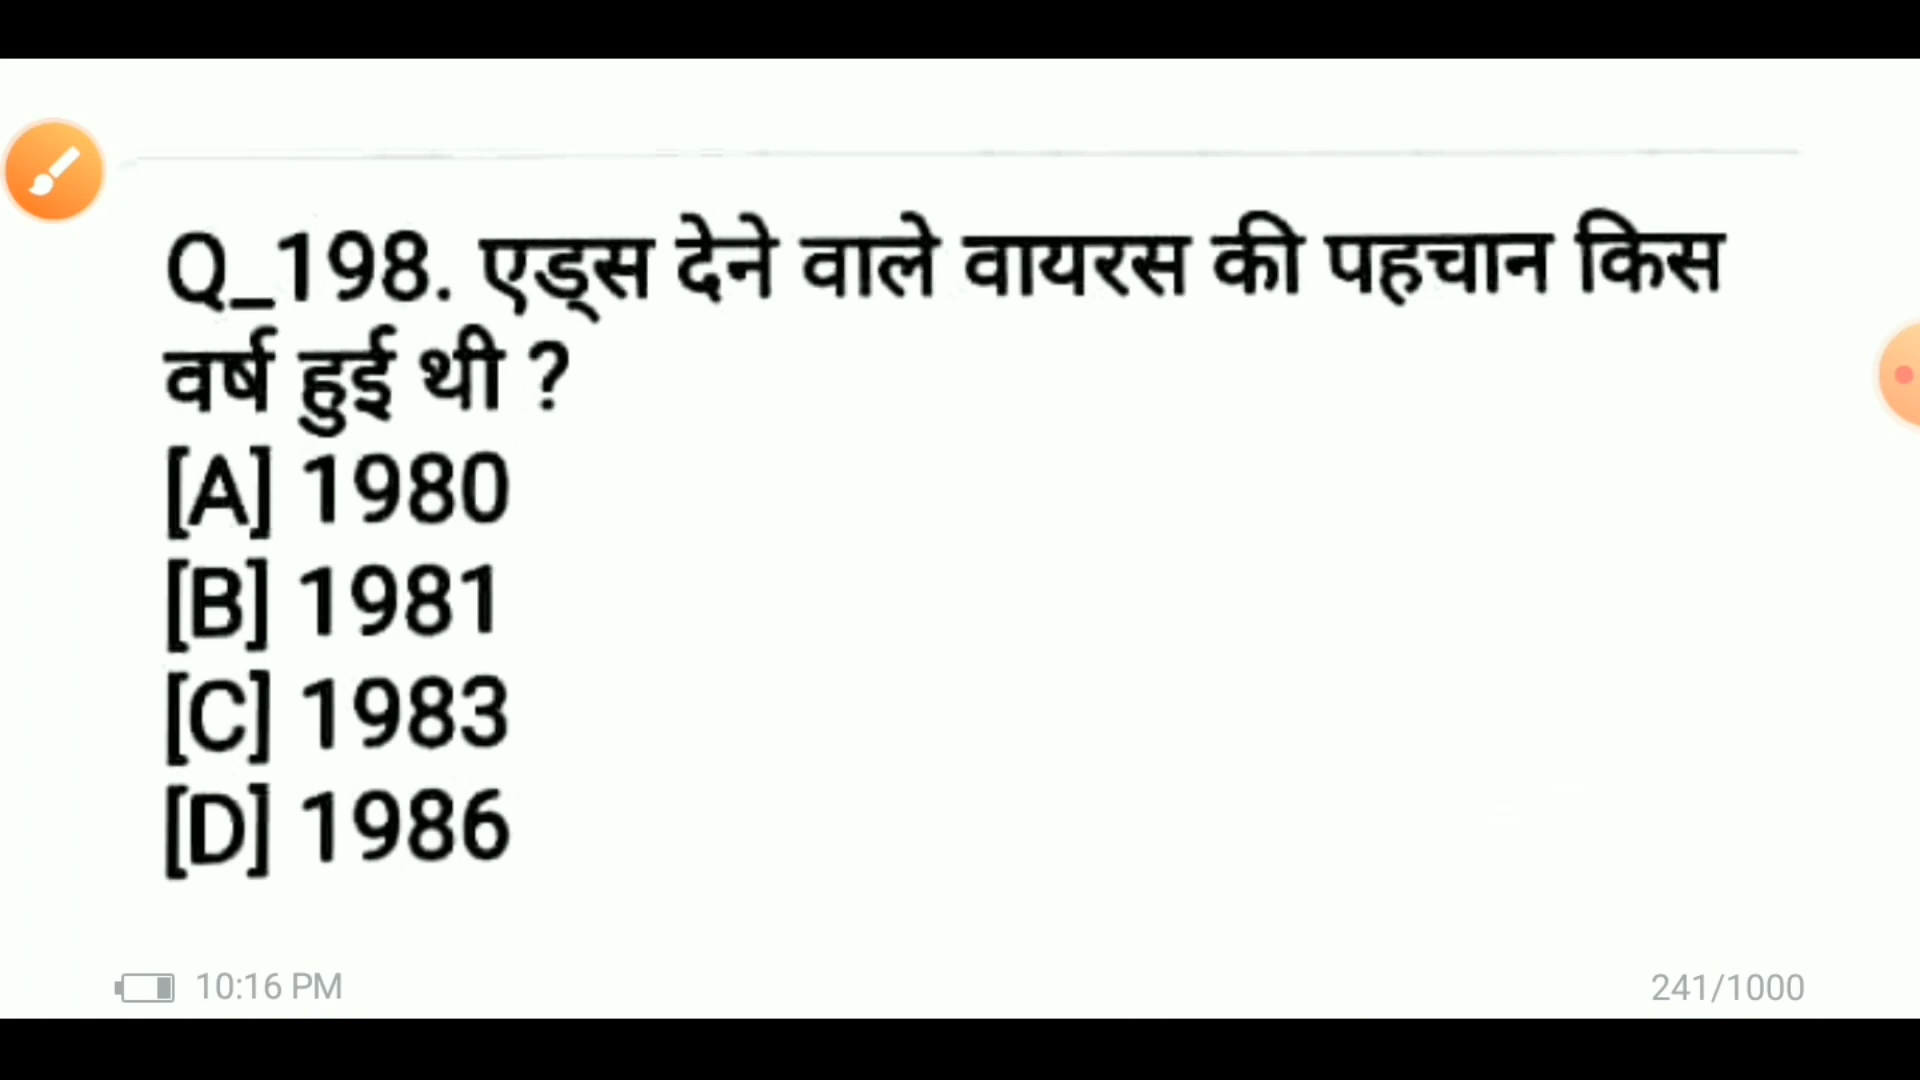 Q_198. एड्स देने वाले वायरस की पहचान किस
वर्ष हुई थी ?
[A] 1980
[B] 1981
[C] 1983
[D] 1986
10:16 PM
241/1000